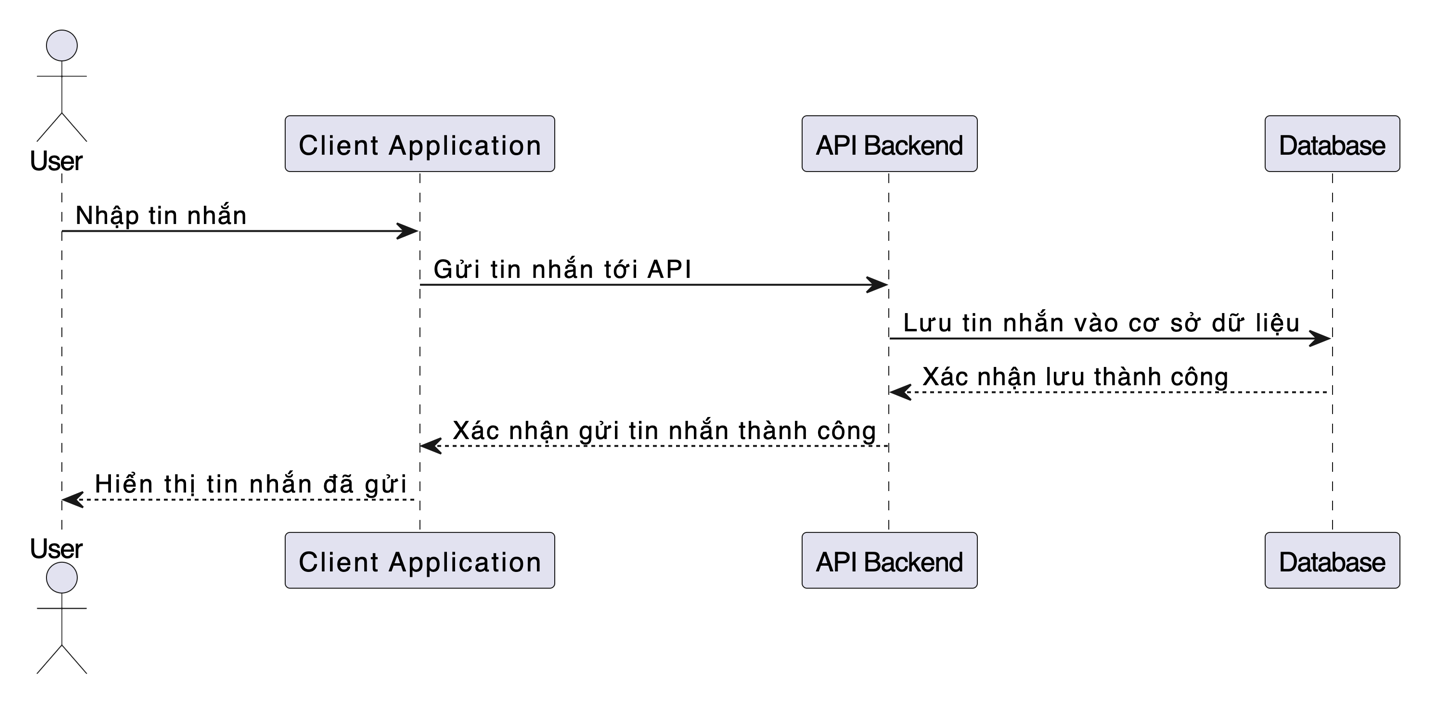 User
Client Application
API Backend
Database
Nhập tin nhắn
Gửi tin nhắn tới API
Lưu tin nhắn vào cơ sở dữ liệu
Xác nhận lưu thành công
Xác nhận gửi tin nhắn thành công
Hiển thị tin nhắn đã gửi
User
Client Application
API Backend
Database